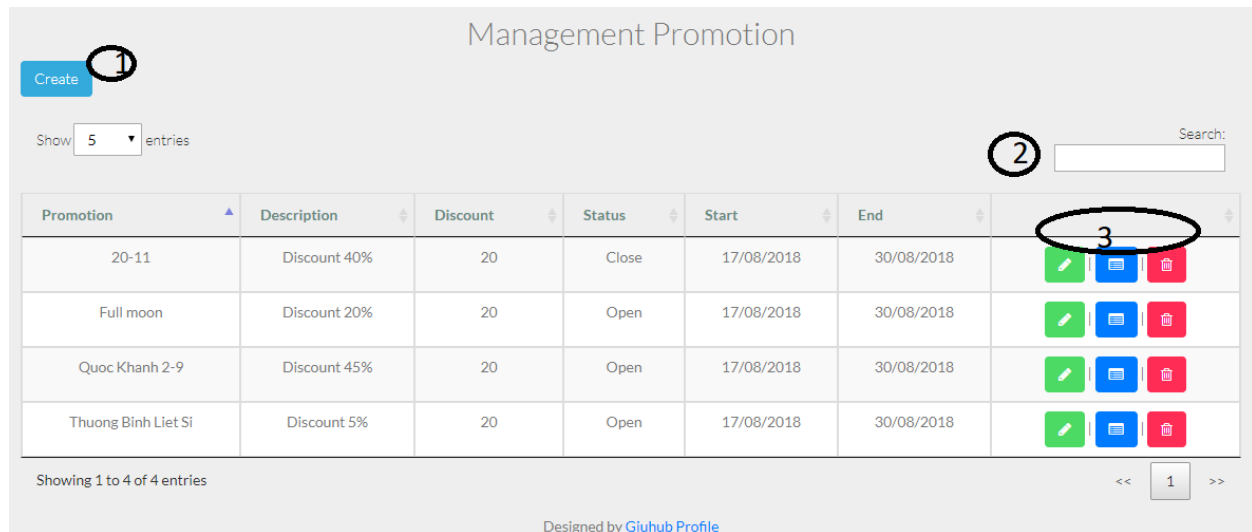 Management Promotion
1
Create
Show 5 entries
Search:
2
Promotion Description Discount Status Start End
3
20-11 Discount 40% 20 Close 17/08/2018 30/08/2018
Full moon Discount 20% 20 Open 17/08/2018 30/08/2018
Quoc Khanh 2-9 Discount 45% 20 Open 17/08/2018 30/08/2018
Thuong Binh Liet Si Discount 5% 20 Open 17/08/2018 30/08/2018
Showing 1 to 4 of 4 entries << 1 >>
Designed by Giuhub Profile